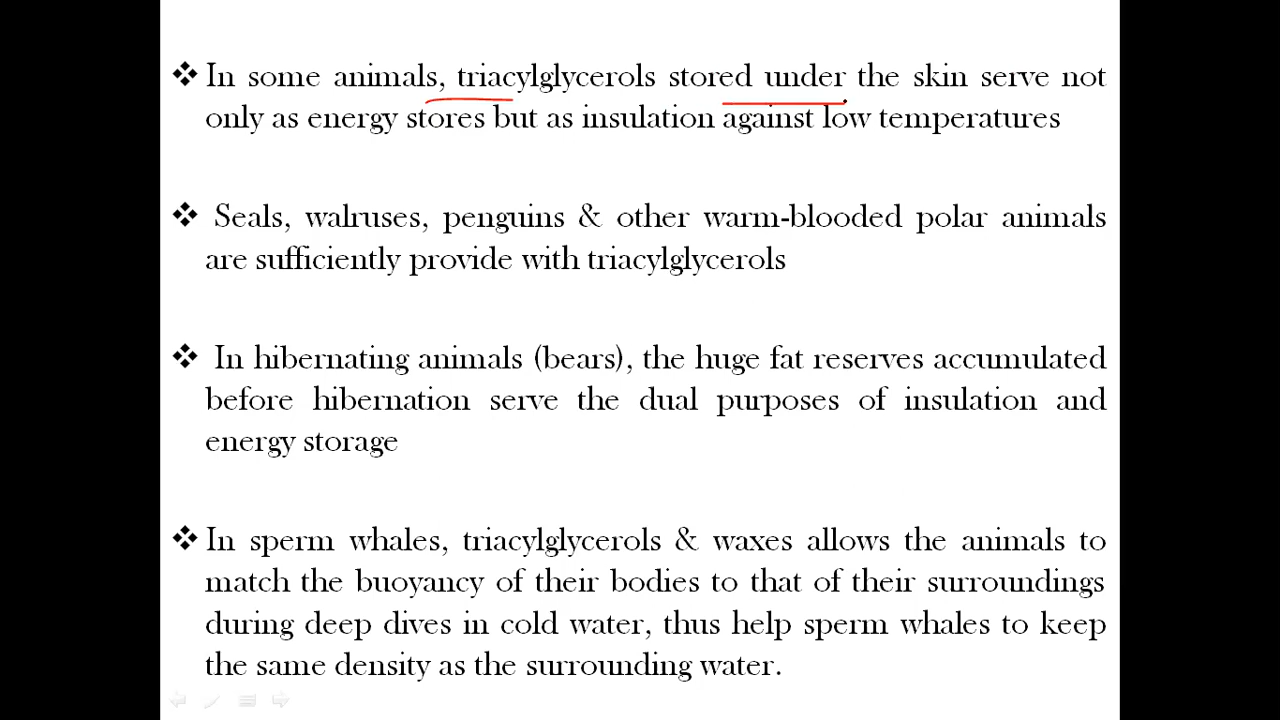 ❖ In some animals, triacylglycerols stored under the skin serve not
only as energy stores but as insulation against low temperatures
❖ Seals, walruses, penguins & other warm-blooded polar animals
are sufficiently provide with triacylglycerols
❖ In hibernating animals (bears), the huge fat reserves accumulated
before hibernation serve the dual purposes of insulation and
energy storage
❖ In sperm whales, triacylglycerols & waxes allows the animals to
match the buoyancy of their bodies to that of their surroundings
during deep dives in cold water, thus help sperm whales to keep
the same density as the surrounding water.